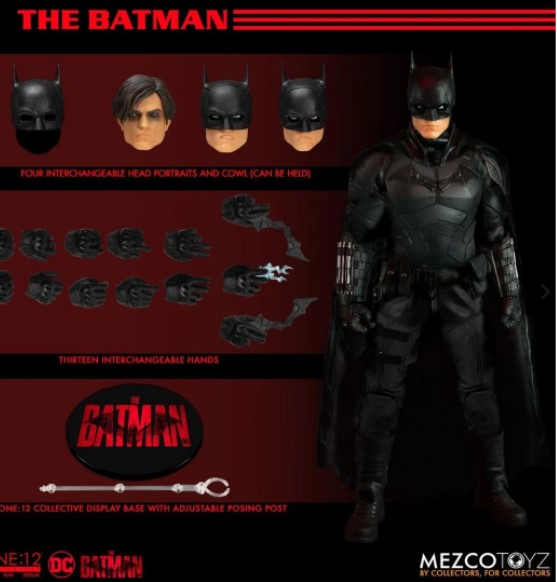 THE BATMAN
FOUR INTERCHANGEABLE HEAD PORTRAITS AND COWL (CAN BE HELD)
THIRTEEN INTERCHANGEABLE HANDS
THE
BATMAN
ONE:12 COLLECTIVE DISPLAY BASE WITH ADJUSTABLE POSING POST
NE:12
DC
BATMAN
MEZCOTOYZ
BY COLLECTORS, FOR COLLECTORS